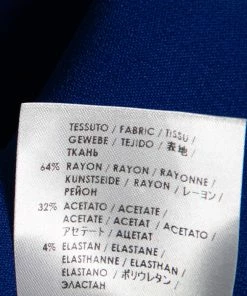 TESSUTO / FABRIC / TISSU /
GEWEBE / TEJIDO / 表地 /
ТКАНЬ
64% RAYON / RAYON / RAYONNE /
KUNSTSEIDE / RAYON / レーヨン /
РЕЙОН
32% ACETATO / ACETATE /
ACETATE / ACETAT / ACETATO /
アセテート / АЦЕТАТ
4% ELASTAN / ELASTANE /
ELASTHANNE / ELASTHAN /
ELASTANO / ポリウレタン /
ЭЛАСТАН